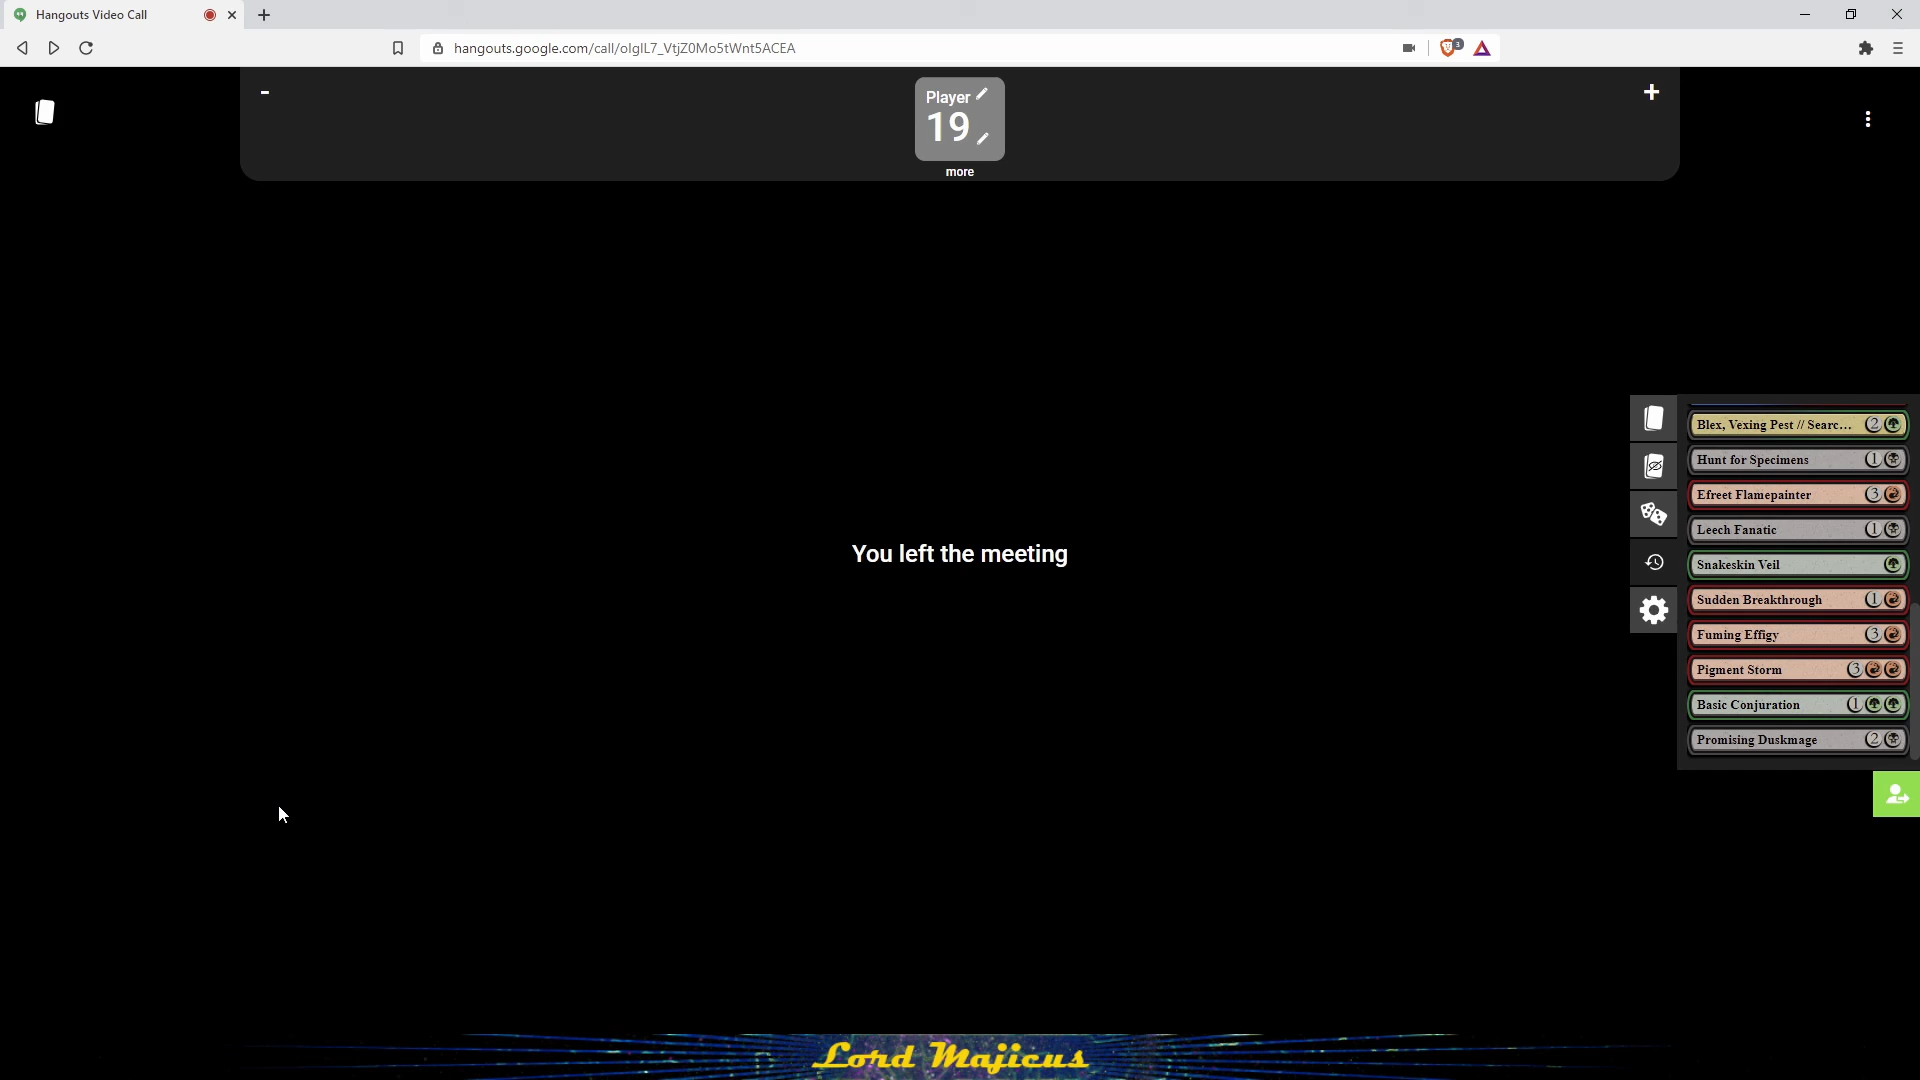 Hangouts Video Call
hangouts.google.com/call/oIgIL7_VtjZ0Mo5tWnt5ACEA
3
-
Player
19
more
+
You left the meeting
Blex, Vexing Pest // Searc... 2
Hunt for Specimens 1
Efreet Flamepainter 3
Leech Fanatic 1
Snakeskin Veil
Sudden Breakthrough 1
Fuming Effigy 3
Pigment Storm 3
Basic Conjuration 1
Promising Duskmage 2
Lord Majicus